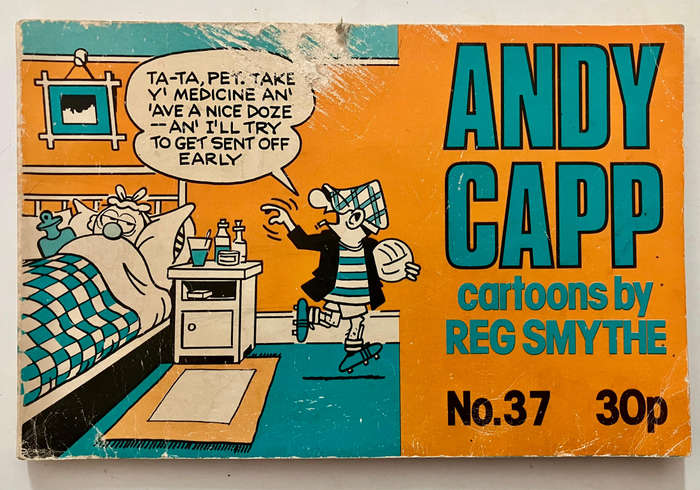 TA-TA, PET. TAKE
Y' MEDICINE AN'
'AVE A NICE DOZE
--AN' I'LL TRY
TO GET SENT OFF
EARLY
ANDY
CAPP
cartoons by
REG SMYTHE
No.37 30p